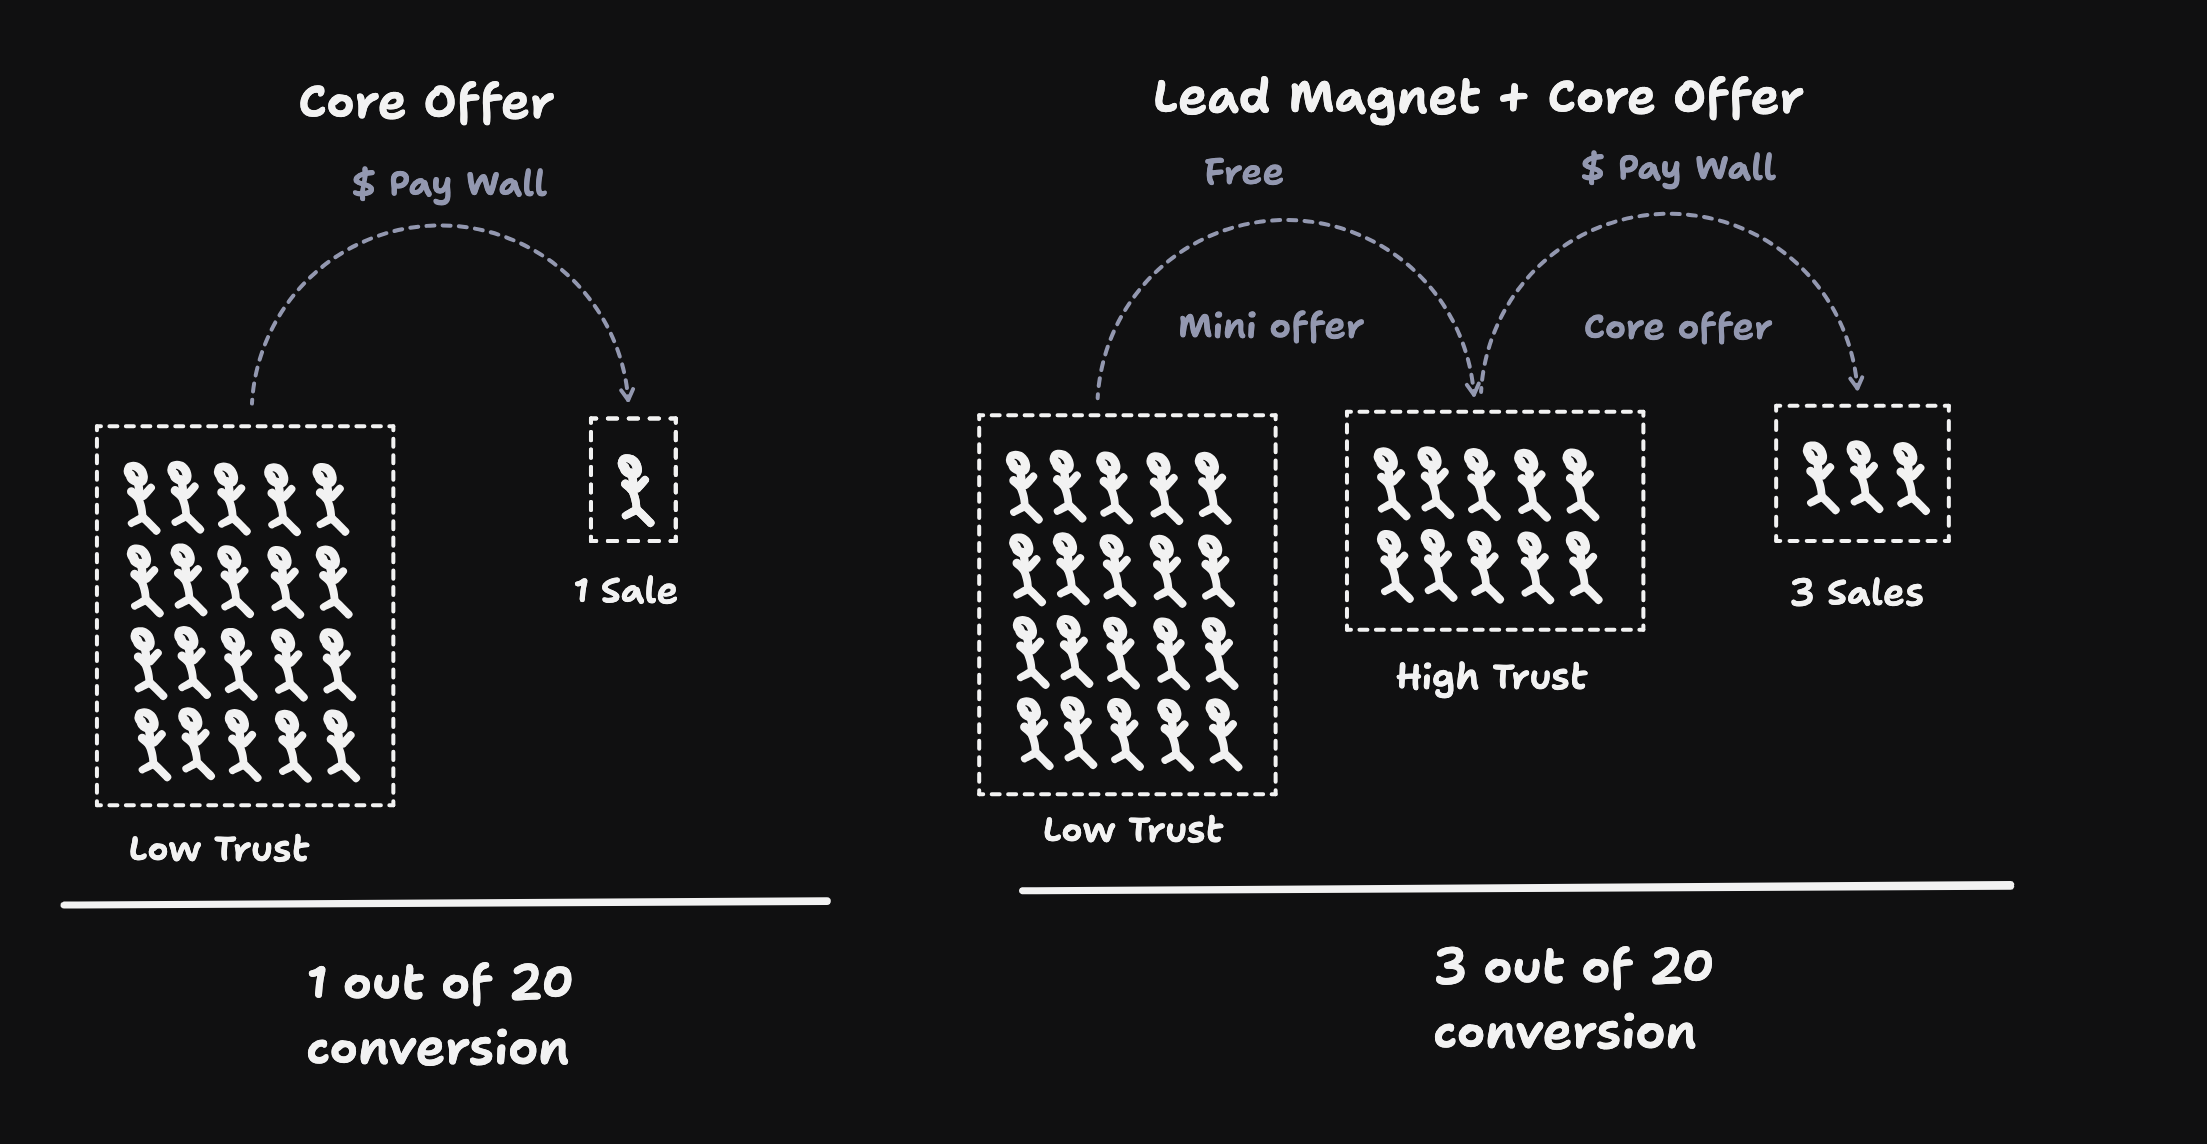 Core Offer
$ Pay Wall
1 Sale
Low Trust
1 out of 20
conversion
Lead Magnet + Core Offer
Free
$ Pay Wall
Mini offer
Core offer
3 Sales
High Trust
Low Trust
3 out of 20
conversion